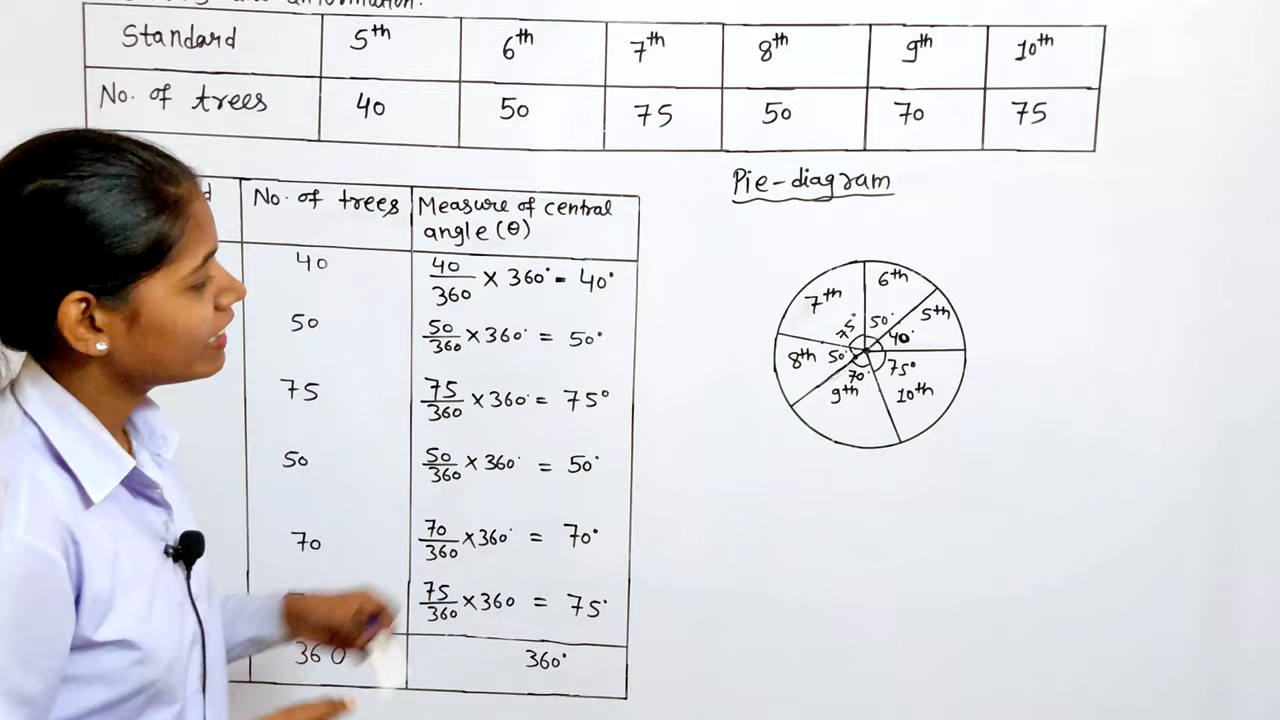 Standard 5th 6th 7th 8th 9th 10th
No. of trees 40 50 75 50 70 75
Pie-diagram
No. of trees Measure of central angle (θ)
40 40/360 × 360° = 40°
50 50/360 × 360° = 50°
75 75/360 × 360° = 75°
50 50/360 × 360° = 50°
70 70/360 × 360° = 70°
75/360 × 360 = 75°
360 360°
6th 50°
5th 40°
7th 75°
8th 50°
9th 70°
10th 75°